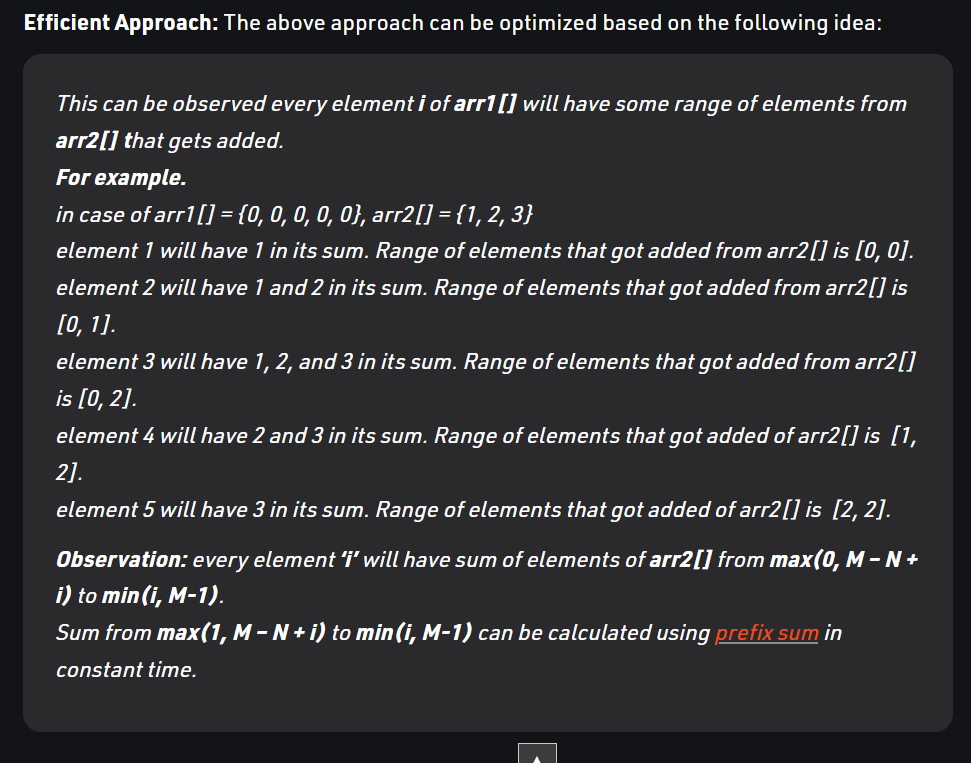 Efficient Approach: The above approach can be optimized based on the following idea:
This can be observed every element i of arr1[] will have some range of elements from
arr2[] that gets added.
For example.
in case of arr1[] = {0, 0, 0, 0, 0}, arr2[] = {1, 2, 3}
element 1 will have 1 in its sum. Range of elements that got added from arr2[] is [0, 0].
element 2 will have 1 and 2 in its sum. Range of elements that got added from arr2[] is
[0, 1].
element 3 will have 1, 2, and 3 in its sum. Range of elements that got added from arr2[]
is [0, 2].
element 4 will have 2 and 3 in its sum. Range of elements that got added of arr2[] is [1,
2].
element 5 will have 3 in its sum. Range of elements that got added of arr2[] is [2, 2].
Observation: every element ‘i’ will have sum of elements of arr2[] from max(0, M – N +
i) to min(i, M-1).
Sum from max(1, M – N + i) to min(i, M-1) can be calculated using prefix sum in
constant time.